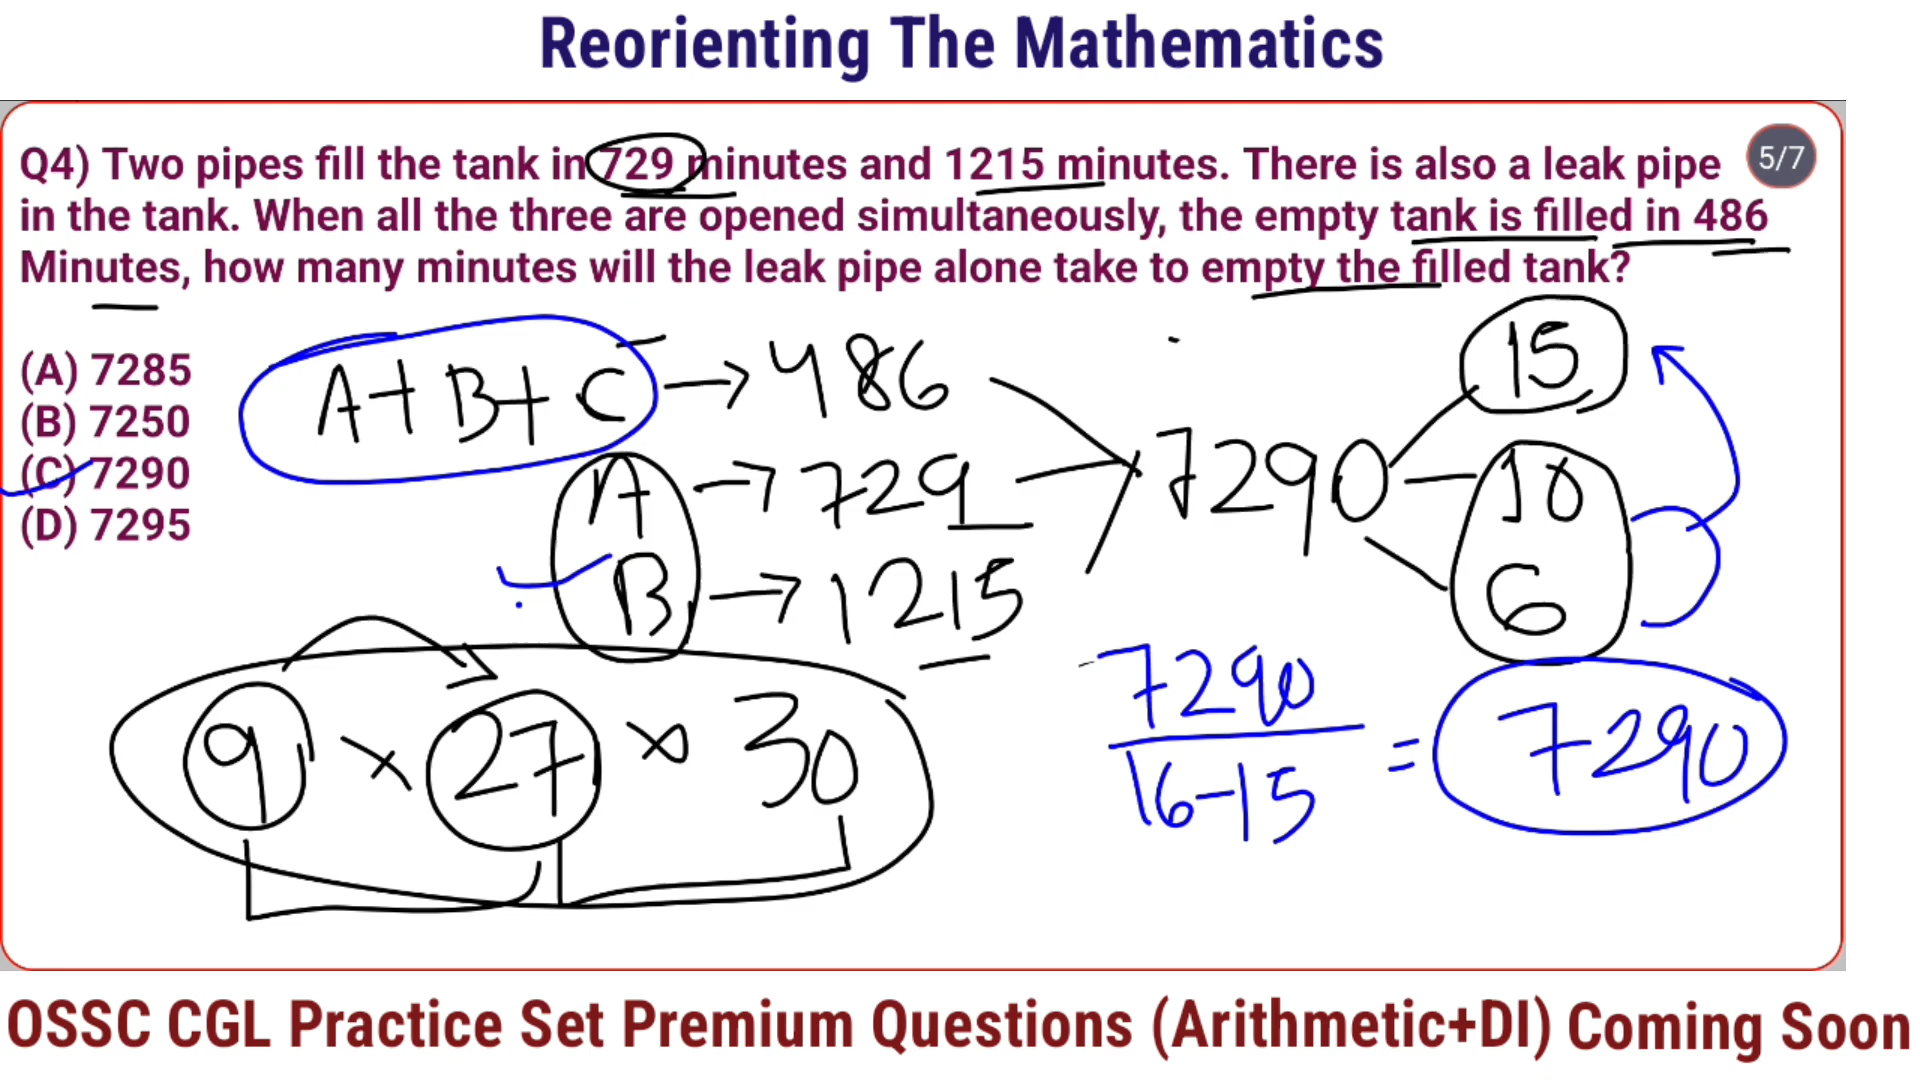 Reorienting The Mathematics
Q4) Two pipes fill the tank in 729 minutes and 1215 minutes. There is also a leak pipe
5/7
in the tank. When all the three are opened simultaneously, the empty tank is filled in 486
Minutes, how many minutes will the leak pipe alone take to empty the filled tank?
(A) 7285
(B) 7250
(C) 7290
(D) 7295
A+ B+ C → 486
A → 729
B → 1215
7290
15
10
6
9 × 27 × 30
7290
16-15
= 7290
OSSC CGL Practice Set Premium Questions (Arithmetic+DI) Coming Soon